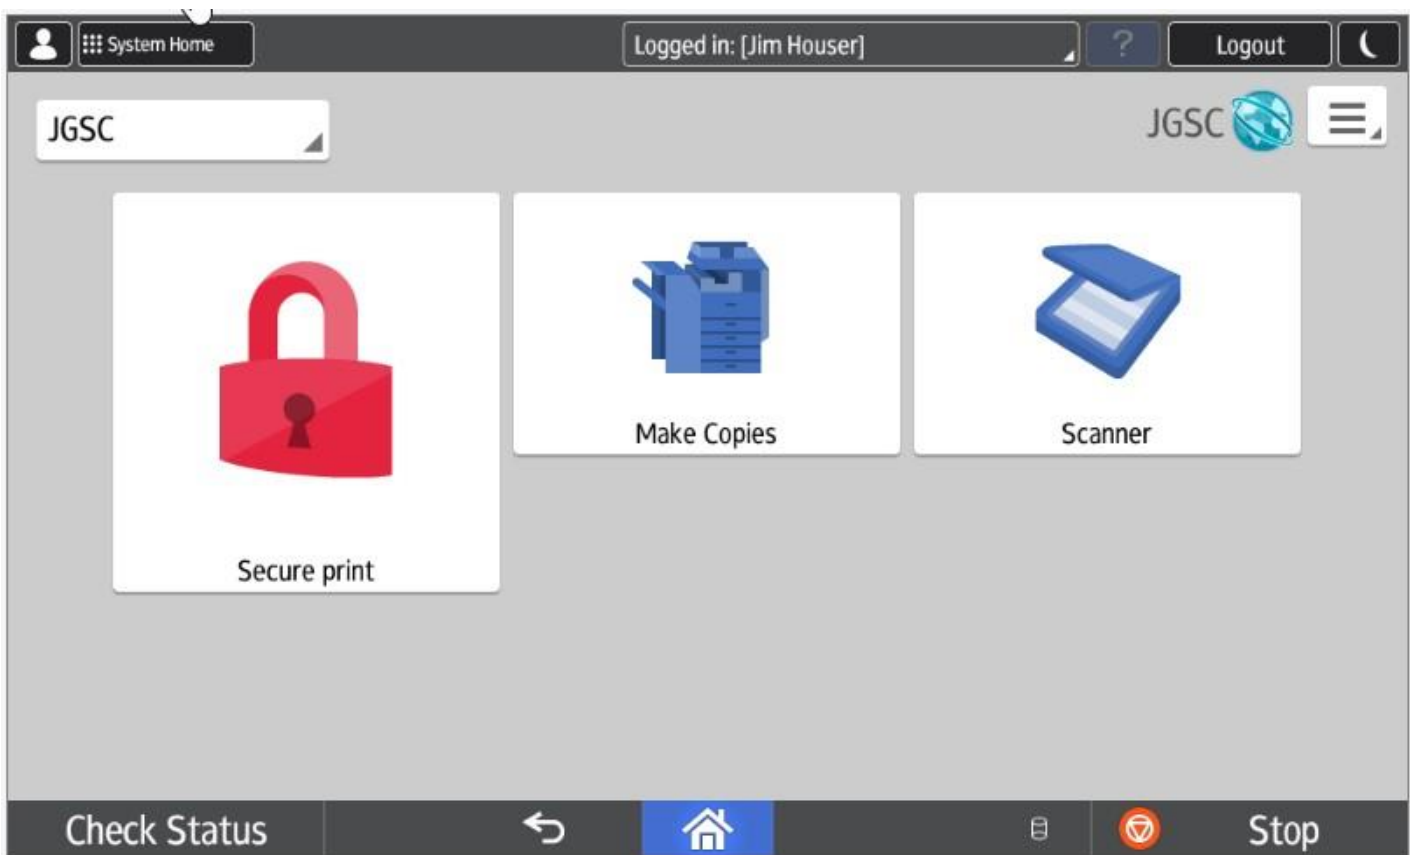 System Home
Logged in: [Jim Houser]
?
Logout
JGSC
JGSC
Secure print
Make Copies
Scanner
Check Status
Stop